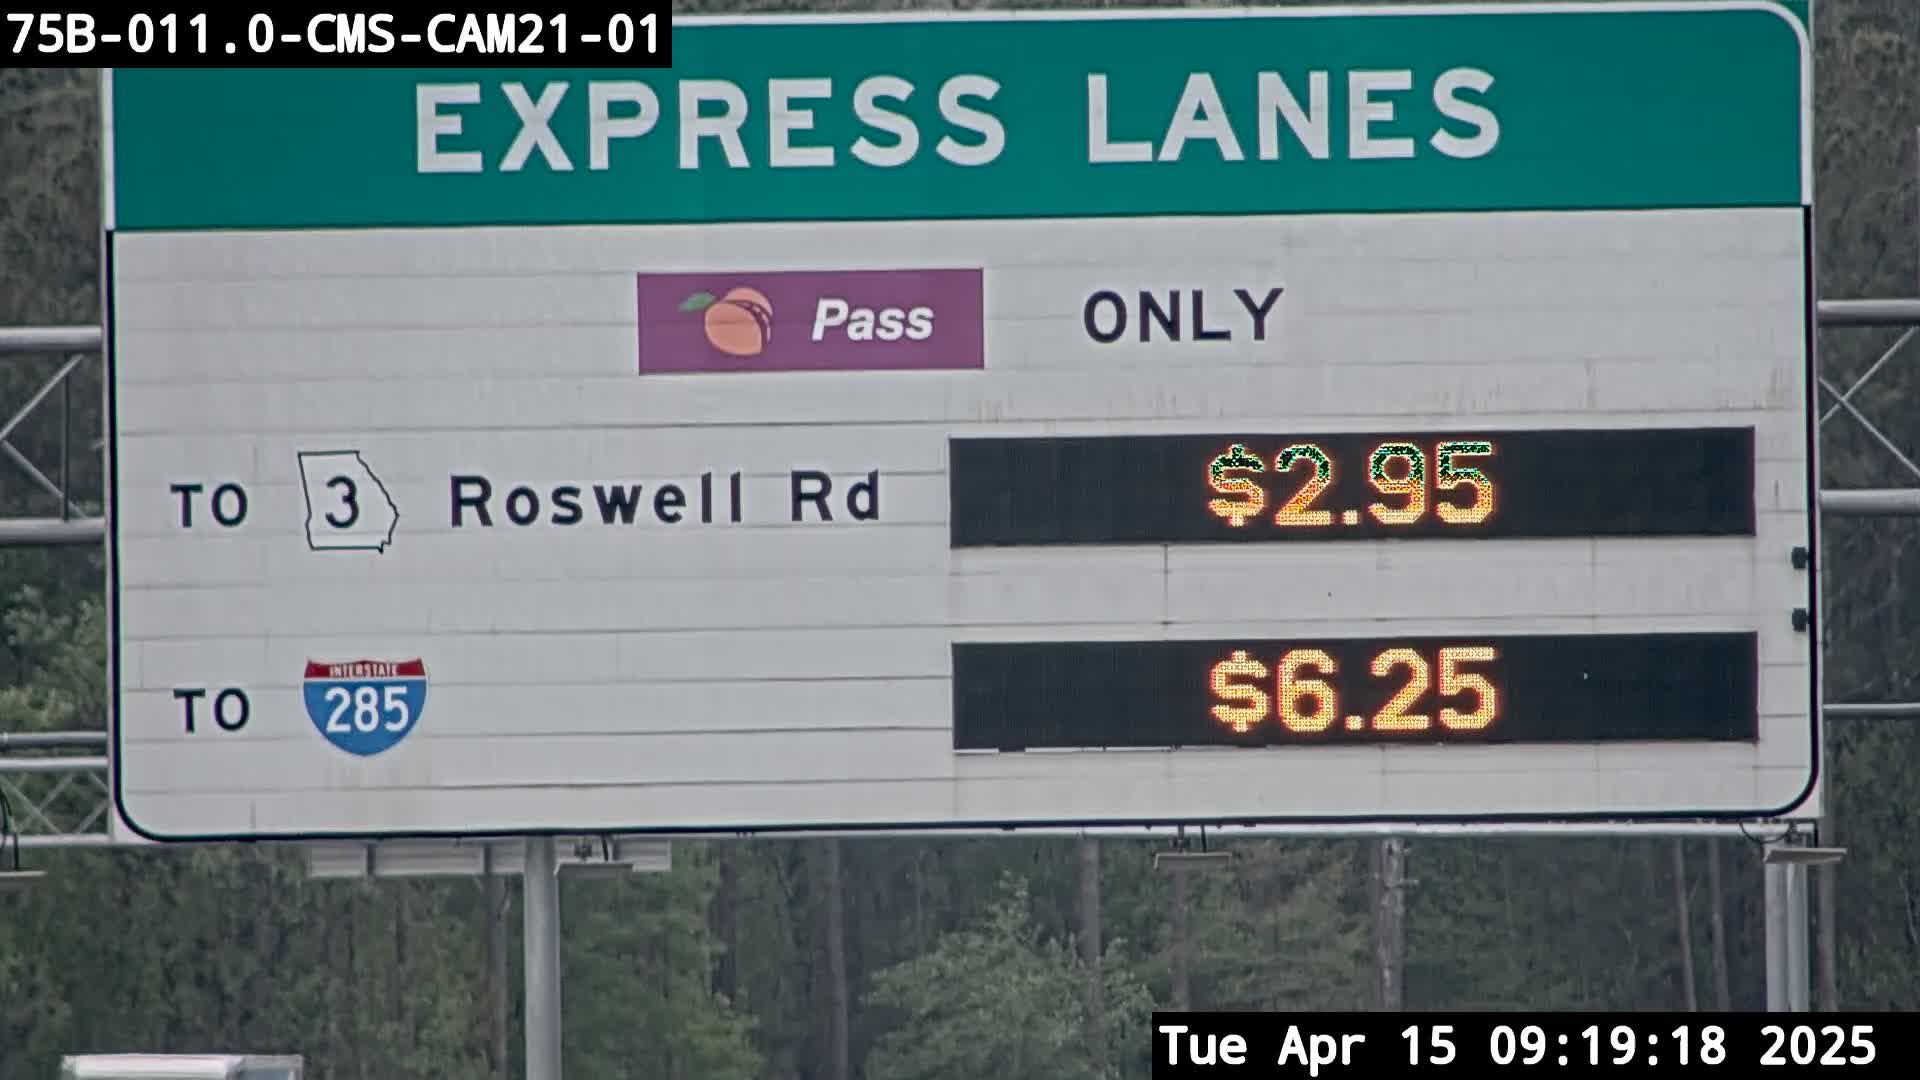 75B-011.0-CMS-CAM21-01
EXPRESS LANES
Pass ONLY
TO 3 Roswell Rd $2.95
TO INTERSTATE 285 $6.25
Tue Apr 15 09:19:18 2025